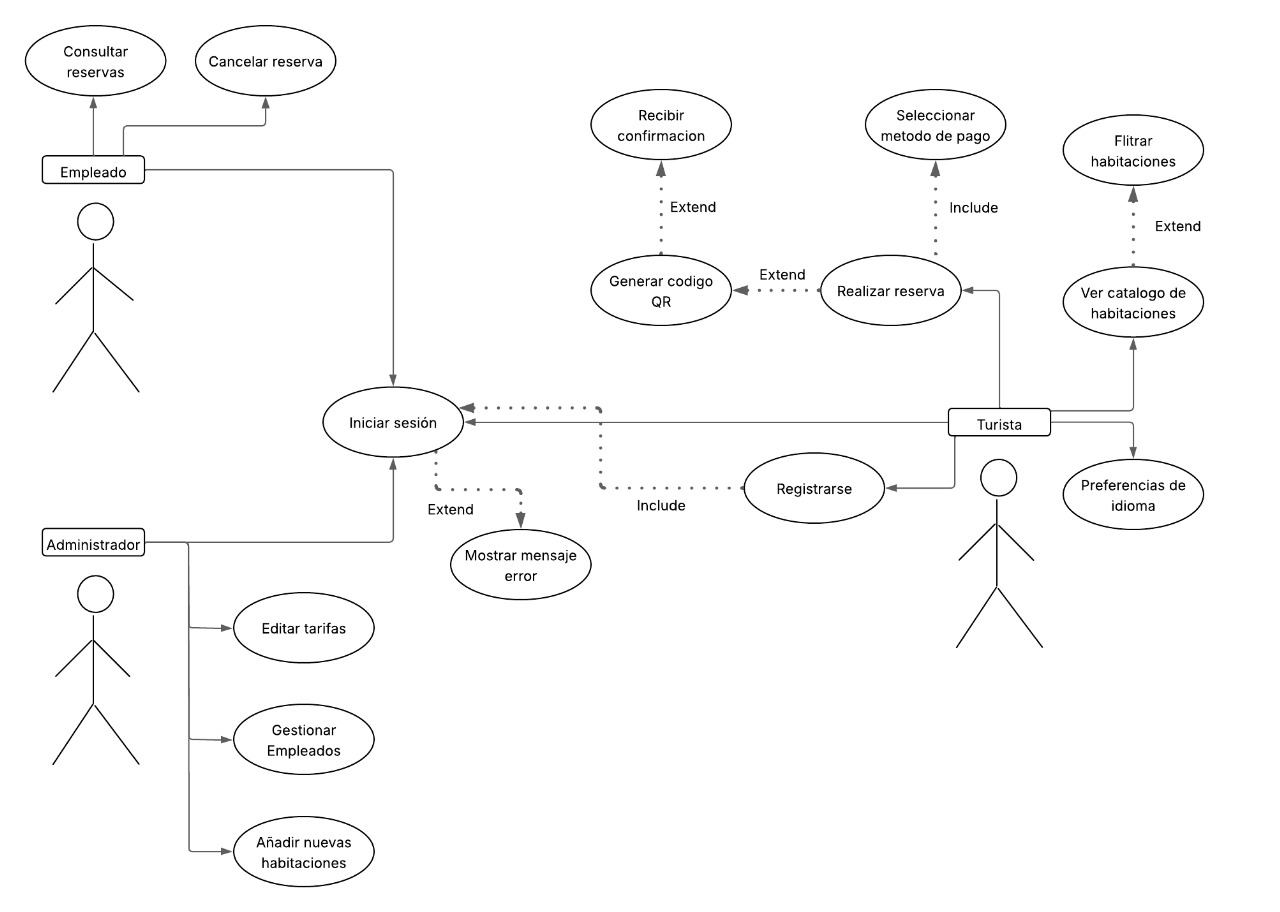 Consultar
reservas
Cancelar reserva
Empleado
Recibir
confirmacion
Seleccionar
metodo de pago
Flitrar
habitaciones
Extend
Include
Extend
Generar codigo
QR
Extend
Realizar reserva
Ver catalogo de
habitaciones
Iniciar sesión
Turista
Registrarse
Preferencias de
idioma
Extend
Include
Mostrar mensaje
error
Administrador
Editar tarifas
Gestionar
Empleados
Añadir nuevas
habitaciones